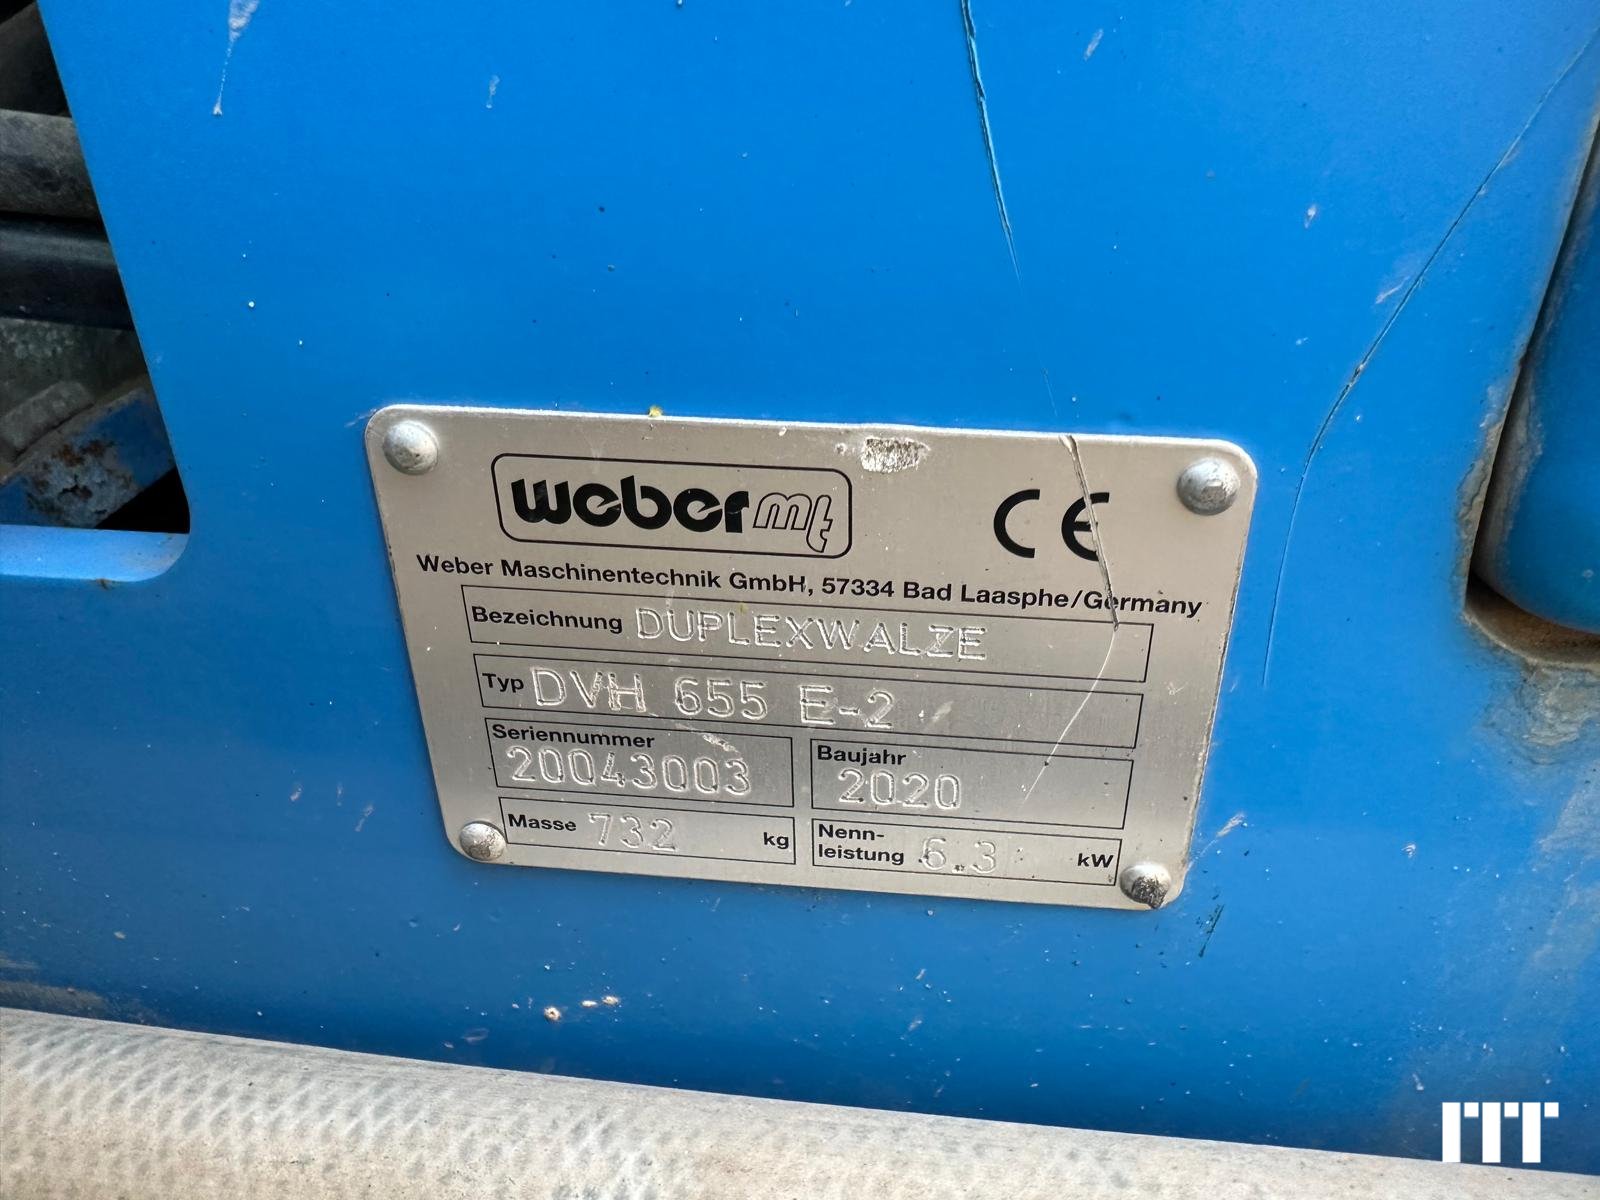 weber mt
CE
Weber Maschinentechnik GmbH, 57334 Bad Laasphe/Germany
Bezeichnung DUPLEXWALZE
Typ DVH 655 E-2
Seriennummer Baujahr
20043003 2020
Masse 732 kg Nenn-
leistung 6.3 kW